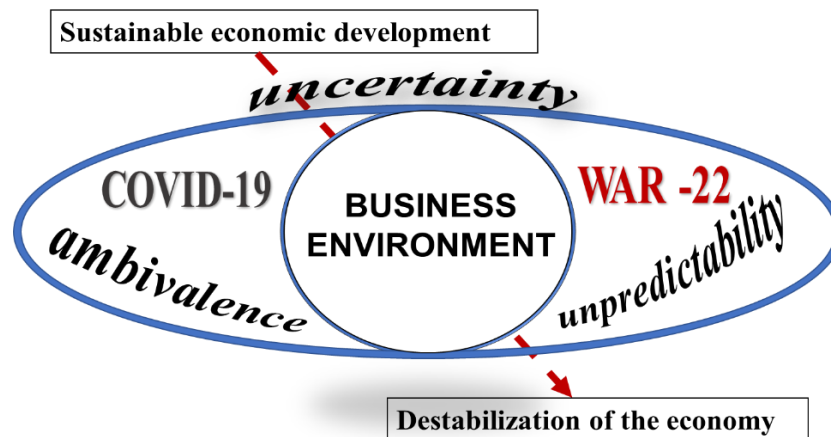 Sustainable economic development
uncertainty
COVID-19
WAR -22
BUSINESS
ENVIRONMENT
ambivalence
unpredictability
Destabilization of the economy